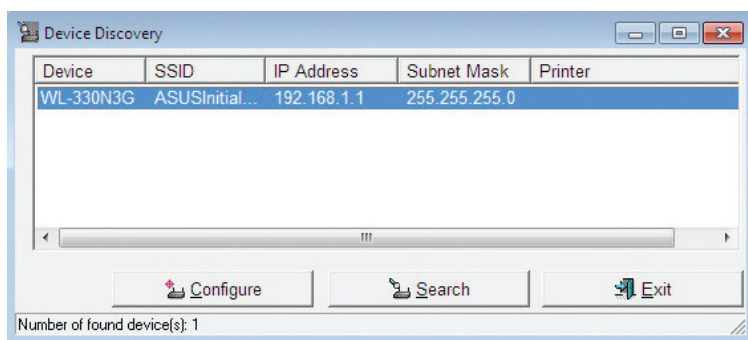 Device Discovery
Device SSID IP Address Subnet Mask Printer
WL-330N3G ASUSInitial... 192.168.1.1 255.255.255.0
Configure Search Exit
Number of found device(s): 1